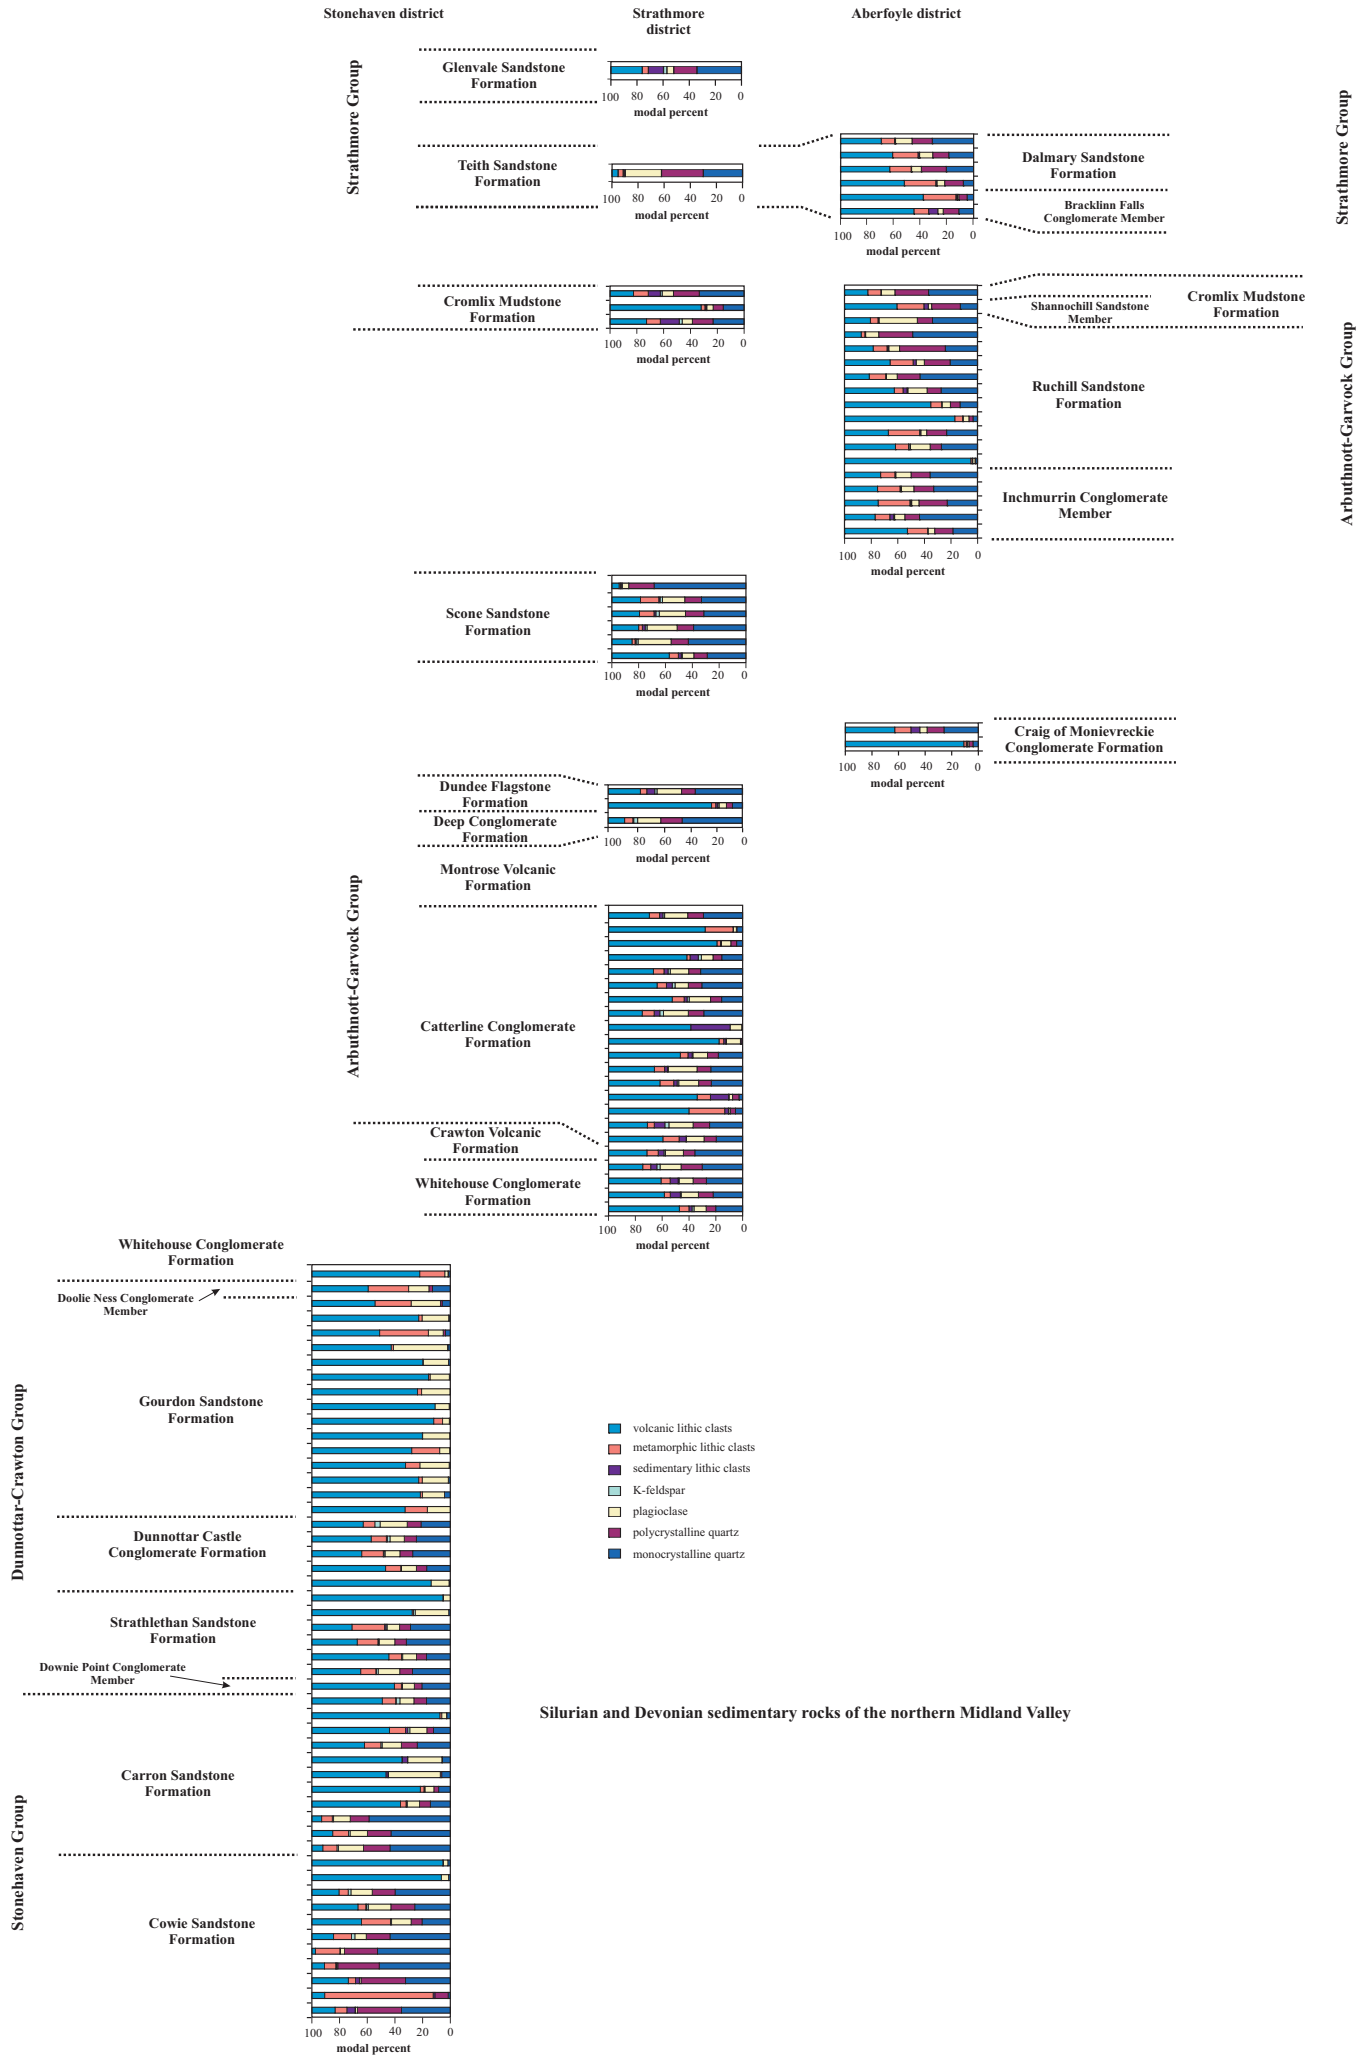 Stonehaven district
Strathmore
district
Aberfoyle district
Strathmore Group
Glenvale Sandstone
Formation
100 80 60 40 20 0
modal percent
Teith Sandstone
Formation
100 80 60 40 20 0
modal percent
Dalmary Sandstone
Formation
Bracklinn Falls
Conglomerate Member
100 80 60 40 20 0
modal percent
Strathmore Group
Cromlix Mudstone
Formation
100 80 60 40 20 0
modal percent
Shannochill Sandstone
Member
Cromlix Mudstone
Formation
Ruchill Sandstone
Formation
Inchmurrin Conglomerate
Member
100 80 60 40 20 0
modal percent
Arbuthnott-Garvock Group
Scone Sandstone
Formation
100 80 60 40 20 0
modal percent
Craig of Monievreckie
Conglomerate Formation
100 80 60 40 20 0
modal percent
Dundee Flagstone
Formation
Deep Conglomerate
Formation
100 80 60 40 20 0
modal percent
Montrose Volcanic
Formation
Arbuthnott-Garvock Group
Catterline Conglomerate
Formation
Crawton Volcanic
Formation
Whitehouse Conglomerate
Formation
100 80 60 40 20 0
modal percent
Whitehouse Conglomerate
Formation
Doolie Ness Conglomerate
Member
Dunnottar-Crawton Group
Gourdon Sandstone
Formation
Dunnottar Castle
Conglomerate Formation
Strathlethan Sandstone
Formation
Downie Point Conglomerate
Member
Stonehaven Group
Carron Sandstone
Formation
Cowie Sandstone
Formation
100 80 60 40 20 0
modal percent
volcanic lithic clasts
metamorphic lithic clasts
sedimentary lithic clasts
K-feldspar
plagioclase
polycrystalline quartz
monocrystalline quartz
Silurian and Devonian sedimentary rocks of the northern Midland Valley